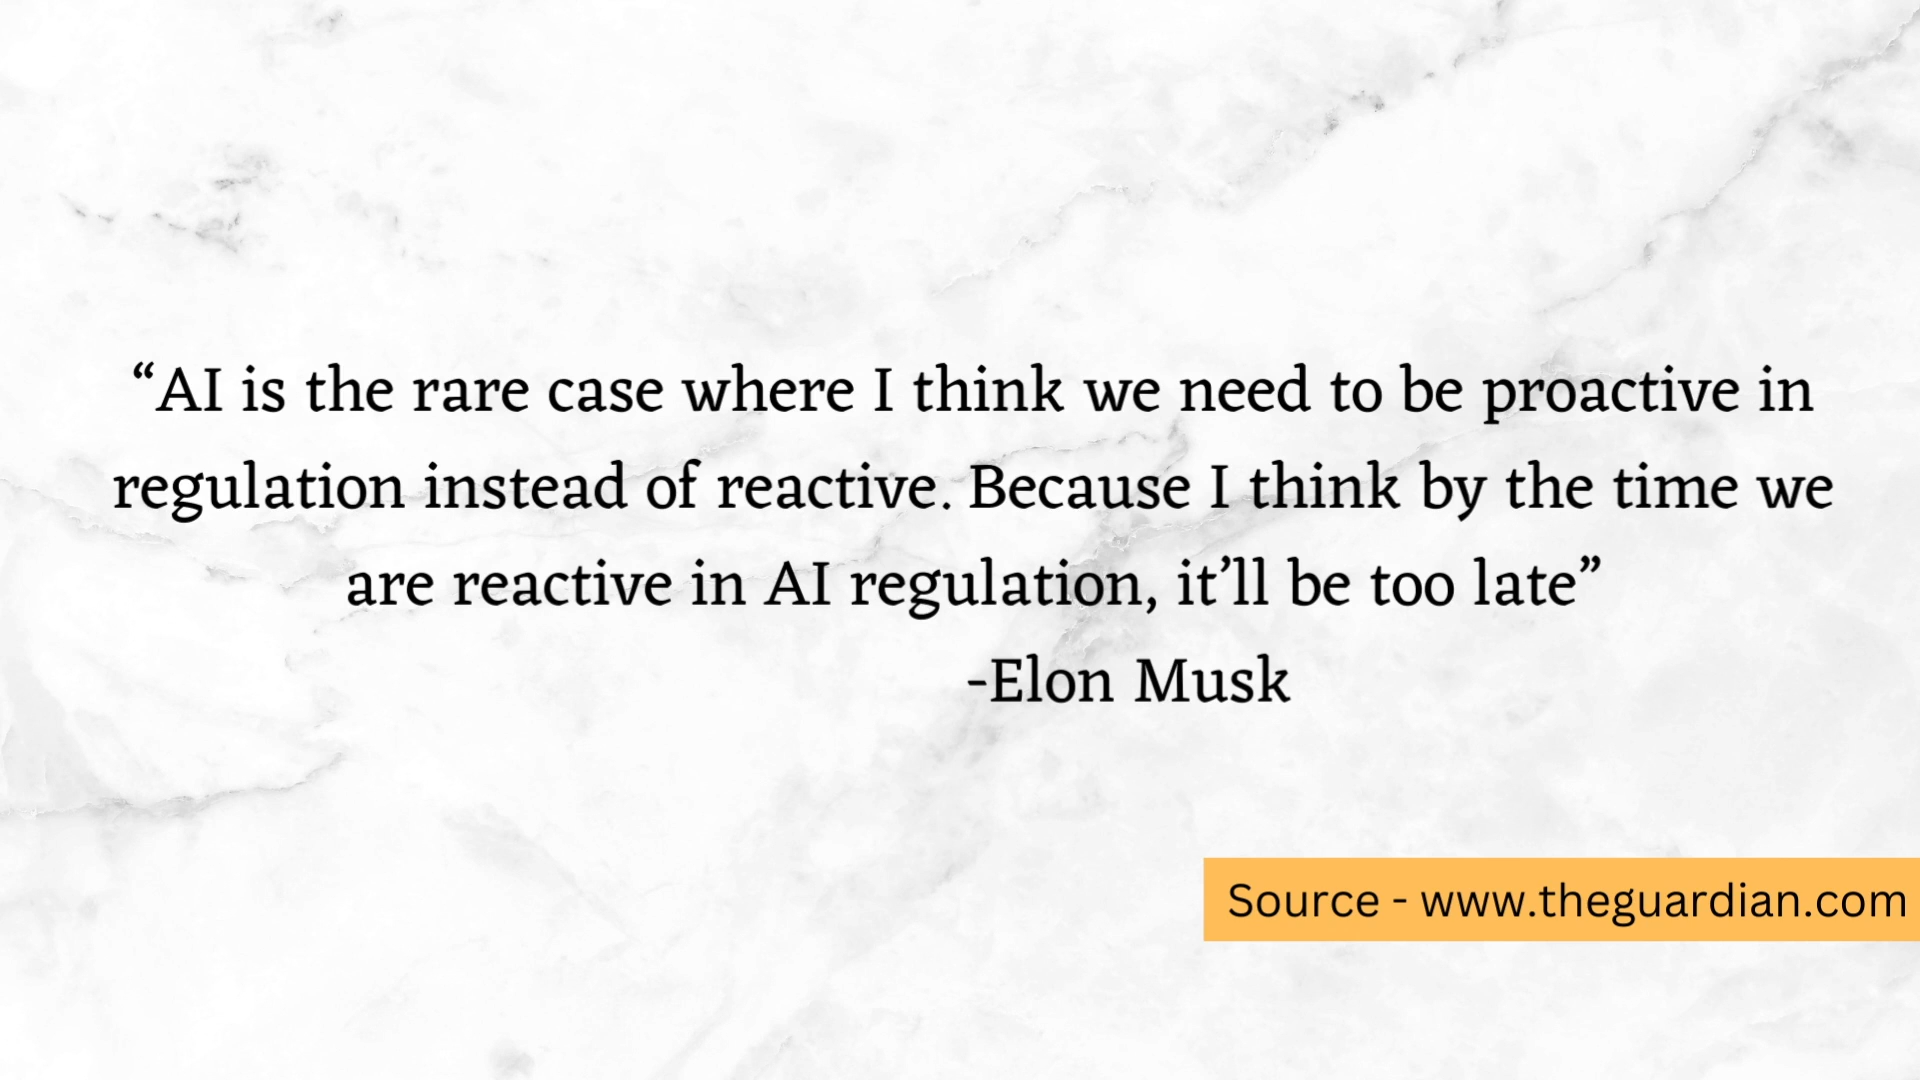 “AI is the rare case where I think we need to be proactive in
regulation instead of reactive. Because I think by the time we
are reactive in AI regulation, it’ll be too late”
-Elon Musk
Source - www.theguardian.com